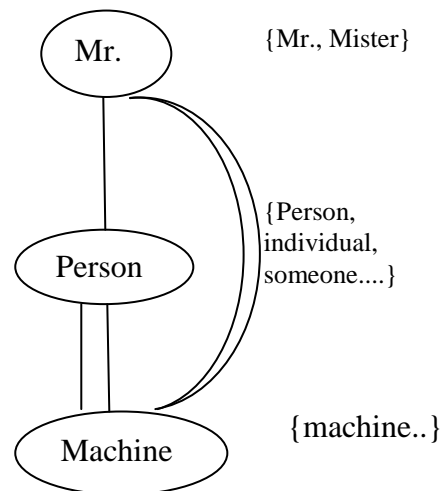 Mr.
{Mr., Mister}
{Person,
individual,
someone....}
Person
{machine..}
Machine